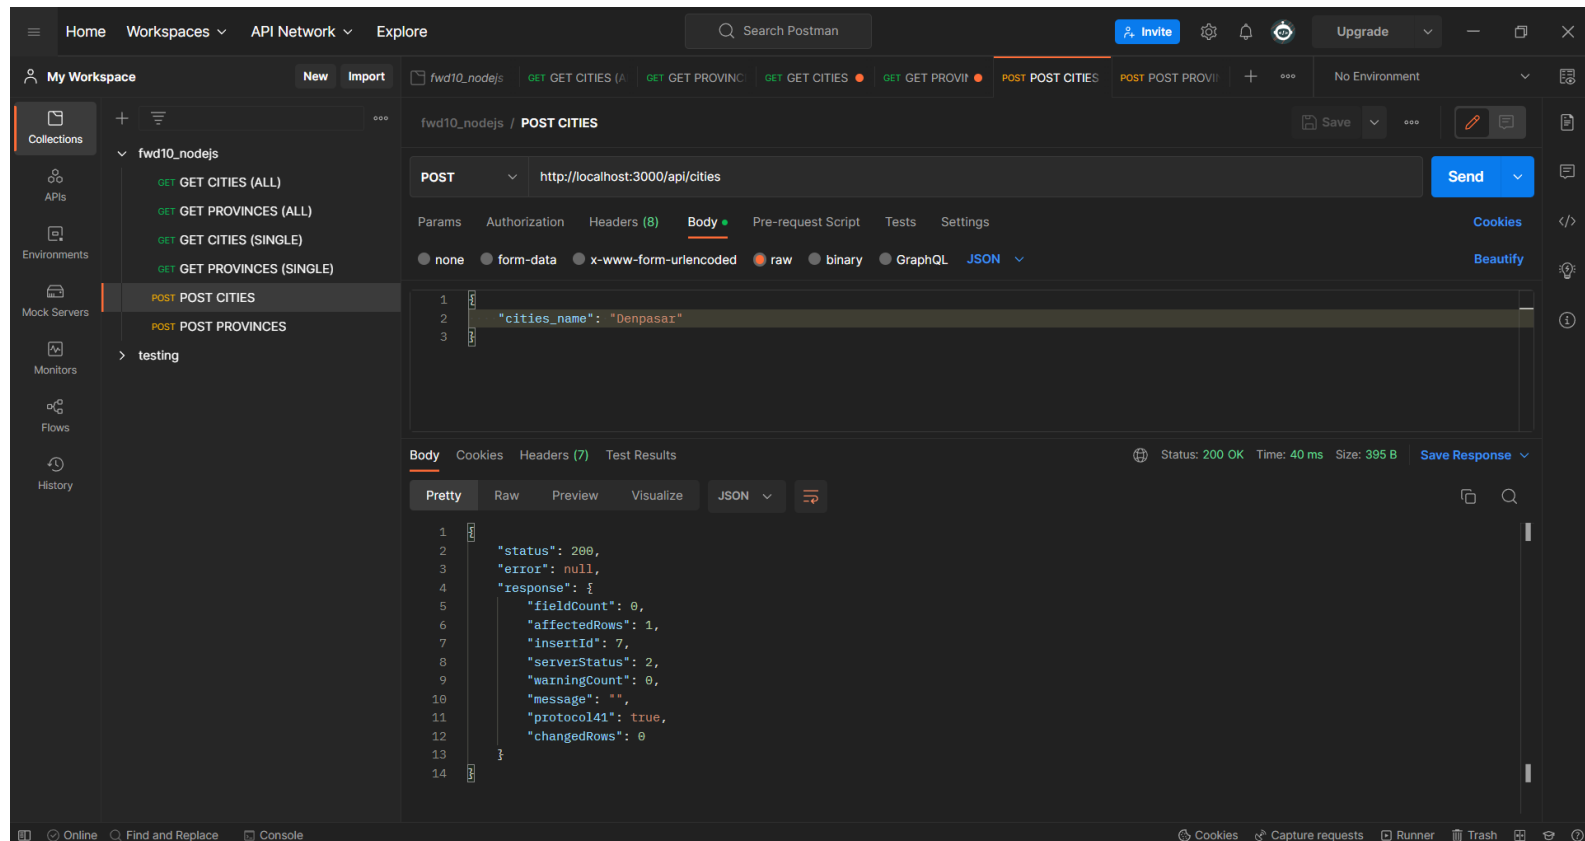 Home Workspaces API Network Explore Search Postman Invite Upgrade
My Workspace New Import fwd10_nodejs GET GET CITIES (A GET GET PROVINC GET GET CITIES GET GET PROVIN POST POST CITIES POST POST PROVI No Environment
Collections
APIs
Environments
Mock Servers
Monitors
Flows
History
fwd10_nodejs
GET GET CITIES (ALL)
GET GET PROVINCES (ALL)
GET GET CITIES (SINGLE)
GET GET PROVINCES (SINGLE)
POST POST CITIES
POST POST PROVINCES
testing
fwd10_nodejs / POST CITIES Save
POST http://localhost:3000/api/cities Send
Params Authorization Headers (8) Body Pre-request Script Tests Settings Cookies
none form-data x-www-form-urlencoded raw binary GraphQL JSON Beautify
1 {
2 "cities_name": "Denpasar"
3 }
Body Cookies Headers (7) Test Results Status: 200 OK Time: 40 ms Size: 395 B Save Response
Pretty Raw Preview Visualize JSON
1 {
2 "status": 200,
3 "error": null,
4 "response": {
5 "fieldCount": 0,
6 "affectedRows": 1,
7 "insertId": 7,
8 "serverStatus": 2,
9 "warningCount": 0,
10 "message": "",
11 "protocol41": true,
12 "changedRows": 0
13 }
14 }
Online Find and Replace Console Cookies Capture requests Runner Trash